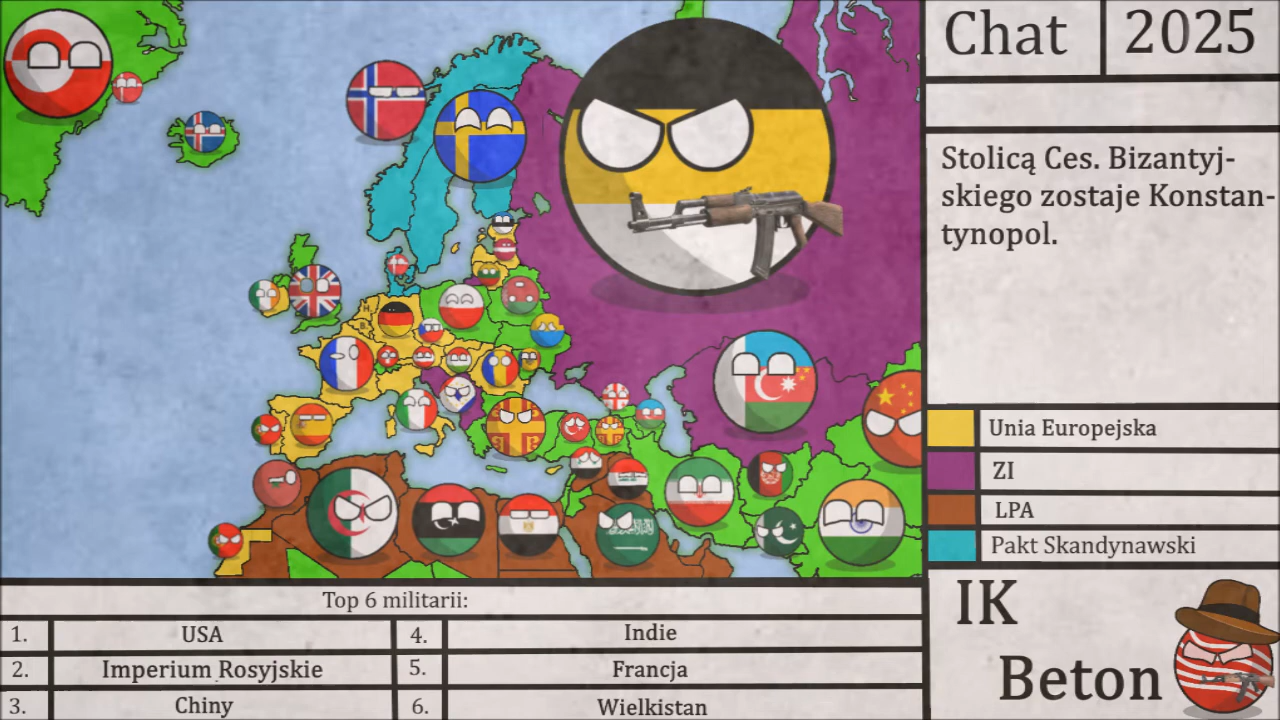 Chat
2025
Stolicą Ces. Bizantyj-
skiego zostaje Konstan-
tynopol.
Unia Europejska
ZI
LPA
Pakt Skandynawski
IK
Beton
Top 6 militarii:
1. USA
2. Imperium Rosyjskie
3. Chiny
4. Indie
5. Francja
6. Wielkistan
H.
B.